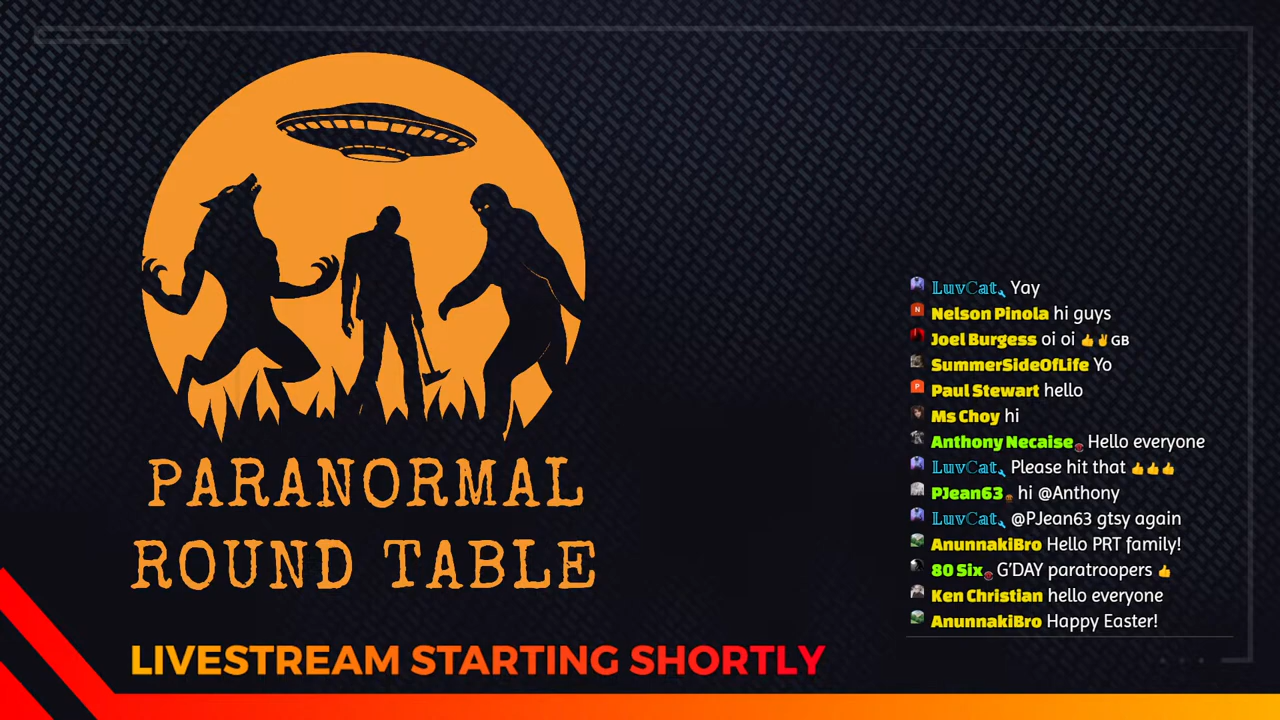 PARANORMAL
ROUND TABLE
LIVESTREAM STARTING SHORTLY
LuvCat Yay
Nelson Pinola hi guys
Joel Burgess oi oi 👍✌GB
SummerSideOfLife Yo
Paul Stewart hello
Ms Choy hi
Anthony Necaise Hello everyone
LuvCat Please hit that 👍👍👍
PJean63 hi @Anthony
LuvCat @PJean63 gtsy again
AnunnakiBro Hello PRT family!
80 Six G'DAY paratroopers 👍
Ken Christian hello everyone
AnunnakiBro Happy Easter!